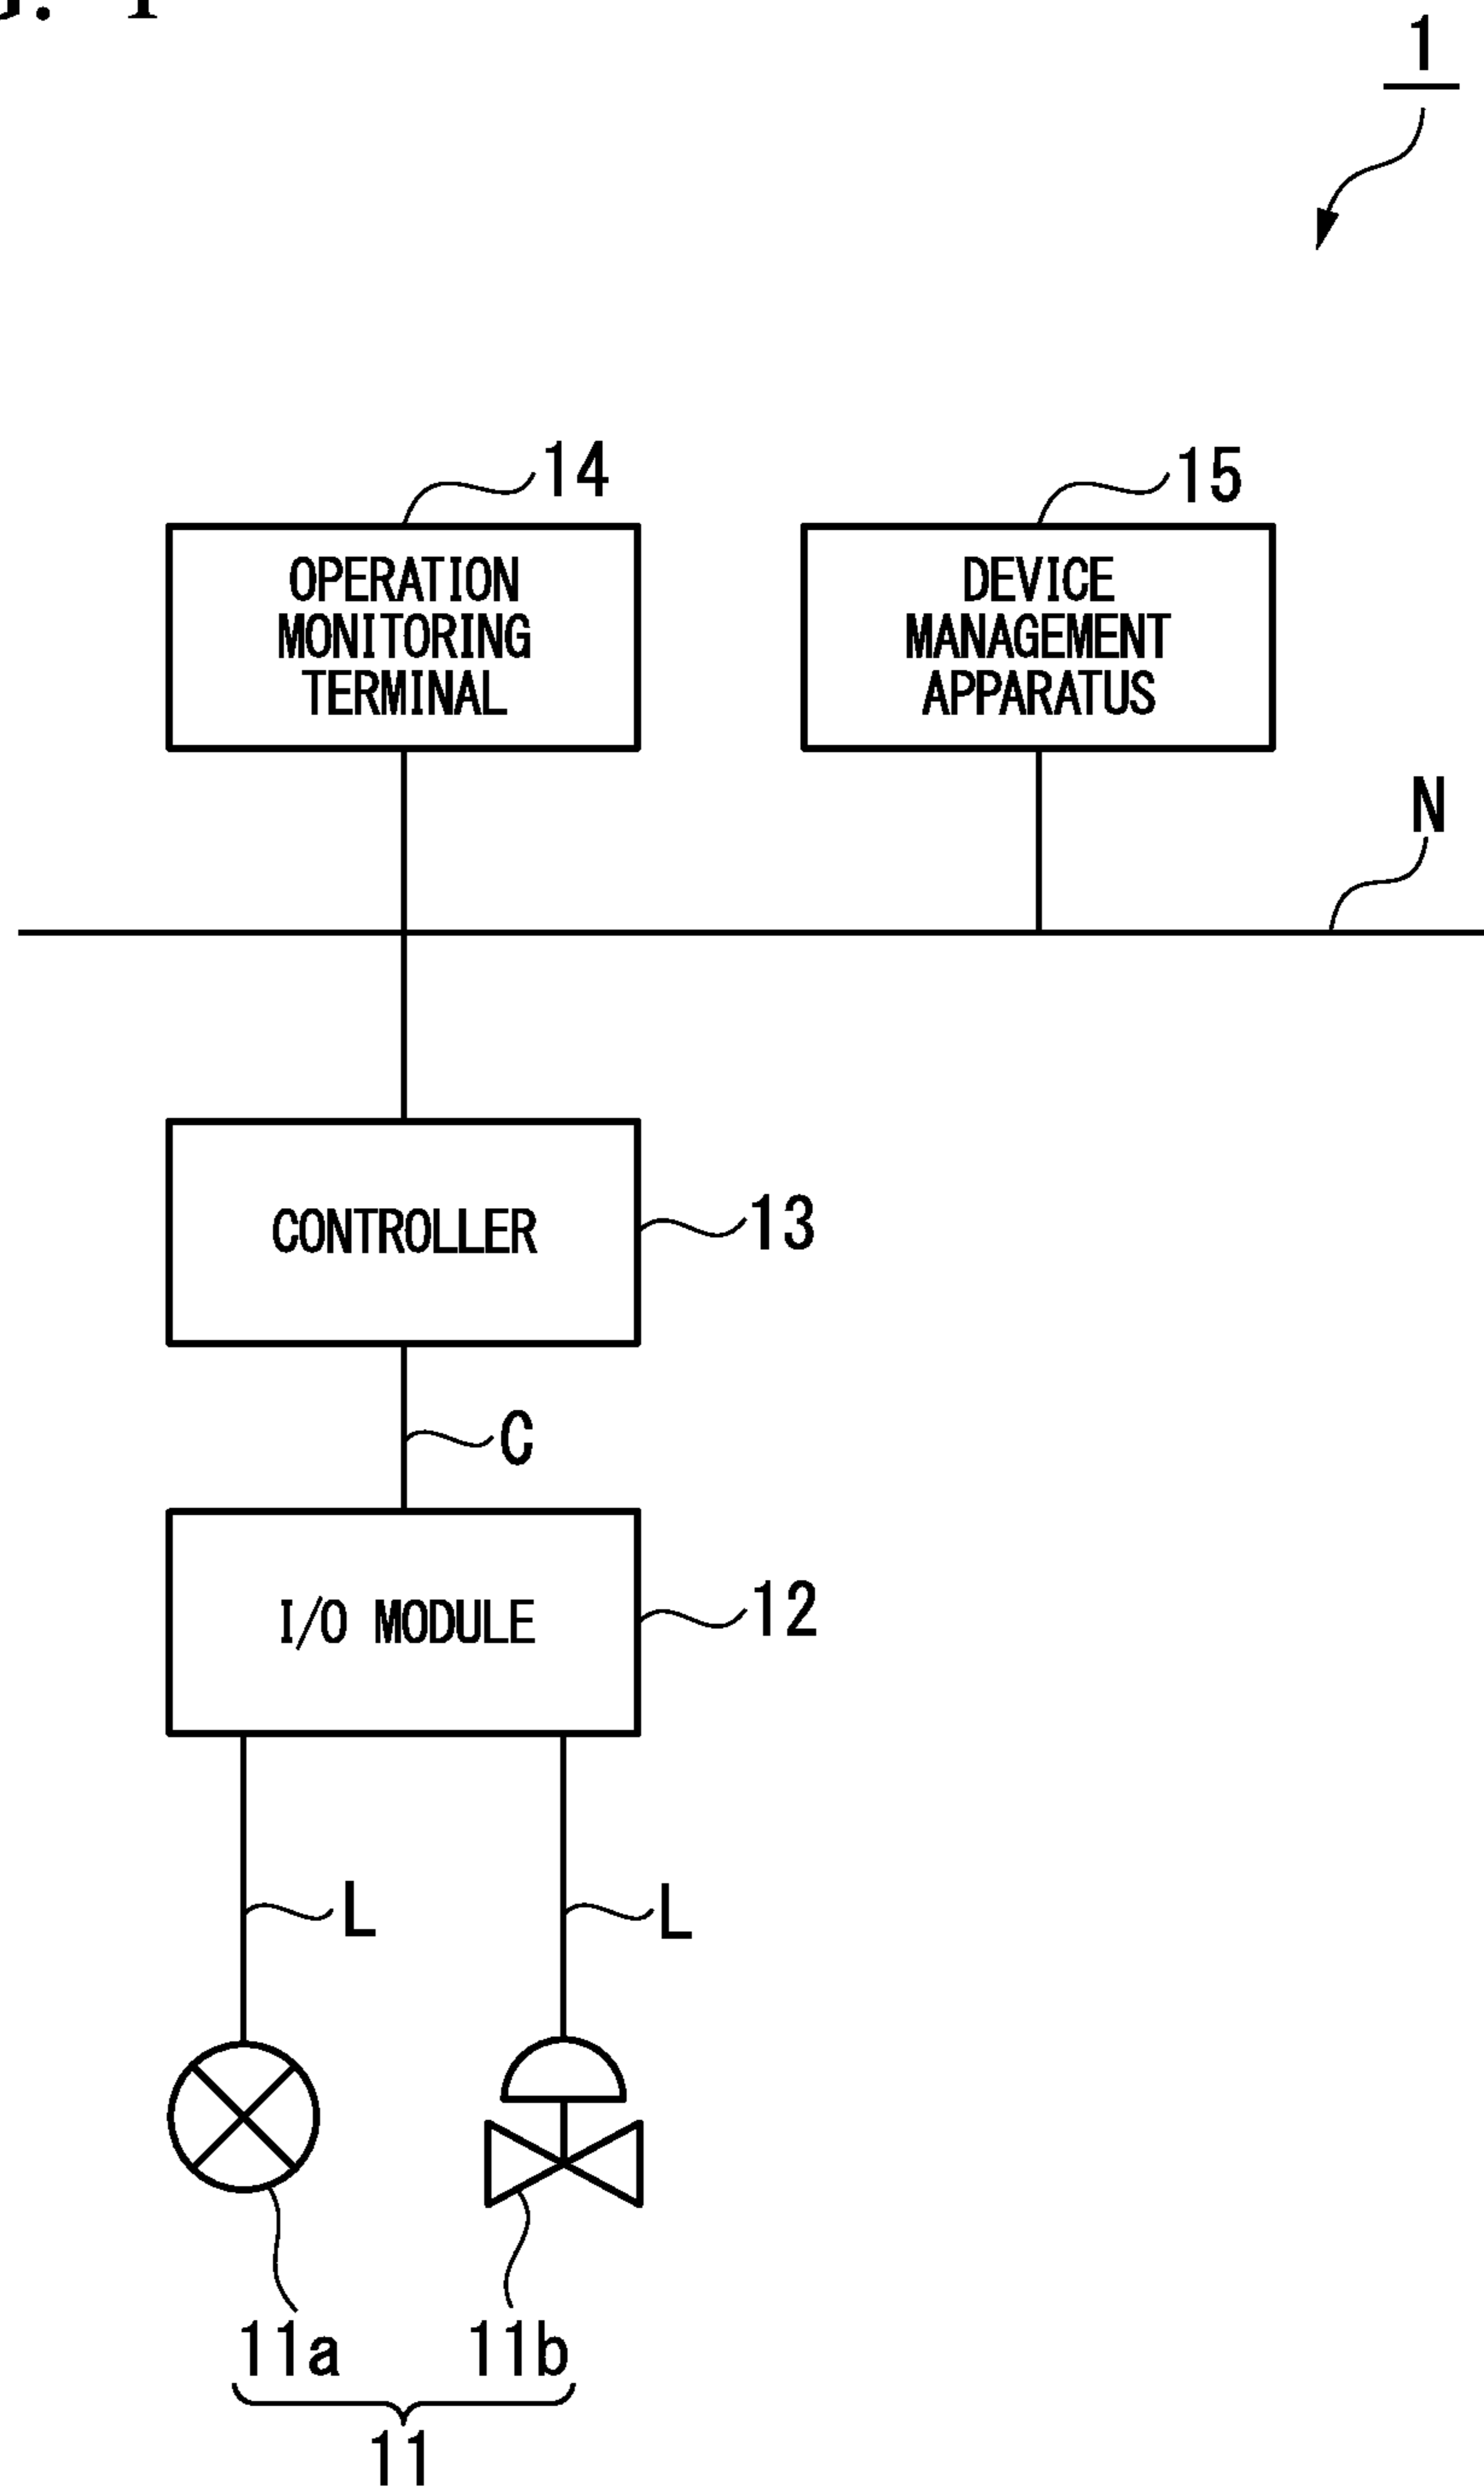 1
14
15
OPERATION
MONITORING
TERMINAL
DEVICE
MANAGEMENT
APPARATUS
N
CONTROLLER
13
C
I/O MODULE
12
L
L
11a
11b
11